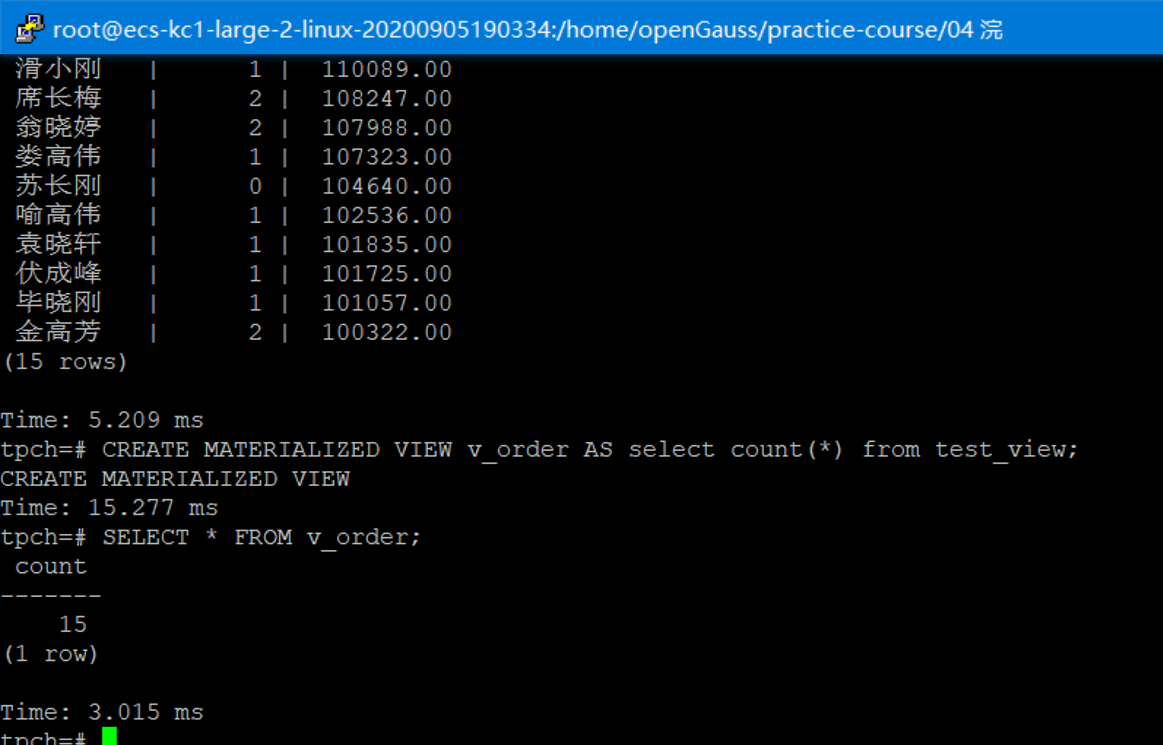 root@ecs-kc1-large-2-linux-20200905190334:/home/openGauss/practice-course/04 浣
滑小刚 | 1 | 110089.00
席长梅 | 2 | 108247.00
翁晓婷 | 2 | 107988.00
娄高伟 | 1 | 107323.00
苏长刚 | 0 | 104640.00
喻高伟 | 1 | 102536.00
袁晓轩 | 1 | 101835.00
伏成峰 | 1 | 101725.00
毕晓刚 | 1 | 101057.00
金高芳 | 2 | 100322.00
(15 rows)
Time: 5.209 ms
tpch=# CREATE MATERIALIZED VIEW v_order AS select count(*) from test_view;
CREATE MATERIALIZED VIEW
Time: 15.277 ms
tpch=# SELECT * FROM v_order;
count
-------
15
(1 row)
Time: 3.015 ms
tpch=#